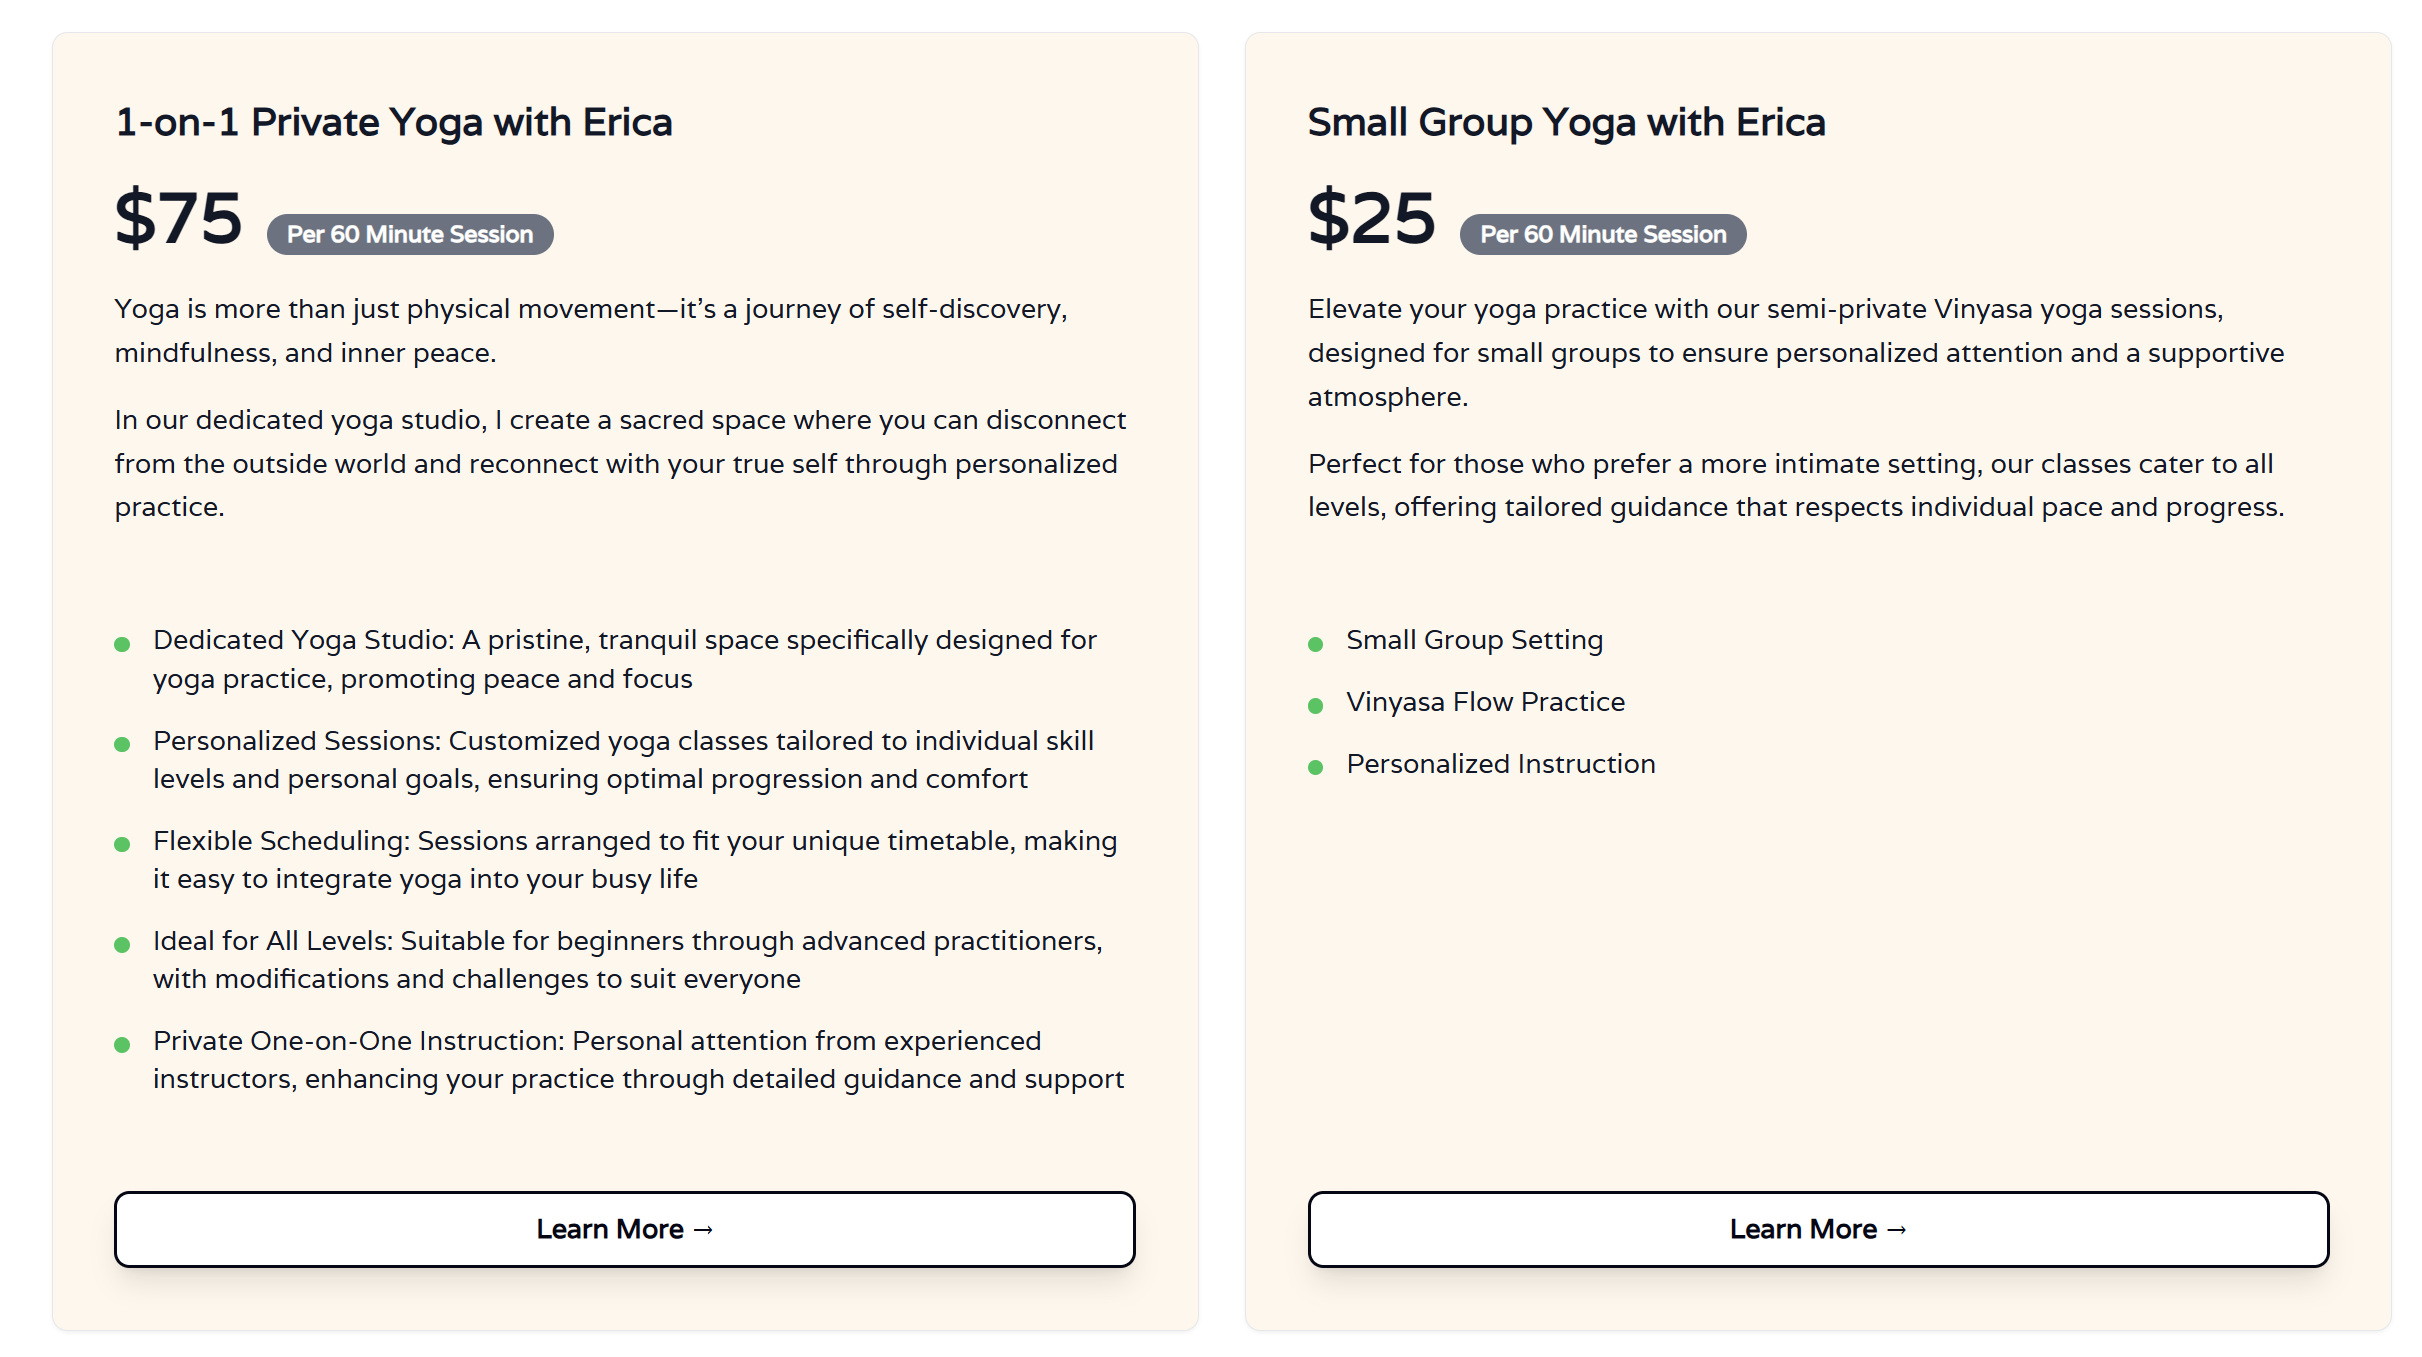 1-on-1 Private Yoga with Erica
$75 Per 60 Minute Session
Yoga is more than just physical movement—it’s a journey of self-discovery,
mindfulness, and inner peace.
In our dedicated yoga studio, I create a sacred space where you can disconnect
from the outside world and reconnect with your true self through personalized
practice.
Dedicated Yoga Studio: A pristine, tranquil space specifically designed for
yoga practice, promoting peace and focus
Personalized Sessions: Customized yoga classes tailored to individual skill
levels and personal goals, ensuring optimal progression and comfort
Flexible Scheduling: Sessions arranged to fit your unique timetable, making
it easy to integrate yoga into your busy life
Ideal for All Levels: Suitable for beginners through advanced practitioners,
with modifications and challenges to suit everyone
Private One-on-One Instruction: Personal attention from experienced
instructors, enhancing your practice through detailed guidance and support
Learn More →
Small Group Yoga with Erica
$25 Per 60 Minute Session
Elevate your yoga practice with our semi-private Vinyasa yoga sessions,
designed for small groups to ensure personalized attention and a supportive
atmosphere.
Perfect for those who prefer a more intimate setting, our classes cater to all
levels, offering tailored guidance that respects individual pace and progress.
Small Group Setting
Vinyasa Flow Practice
Personalized Instruction
Learn More →